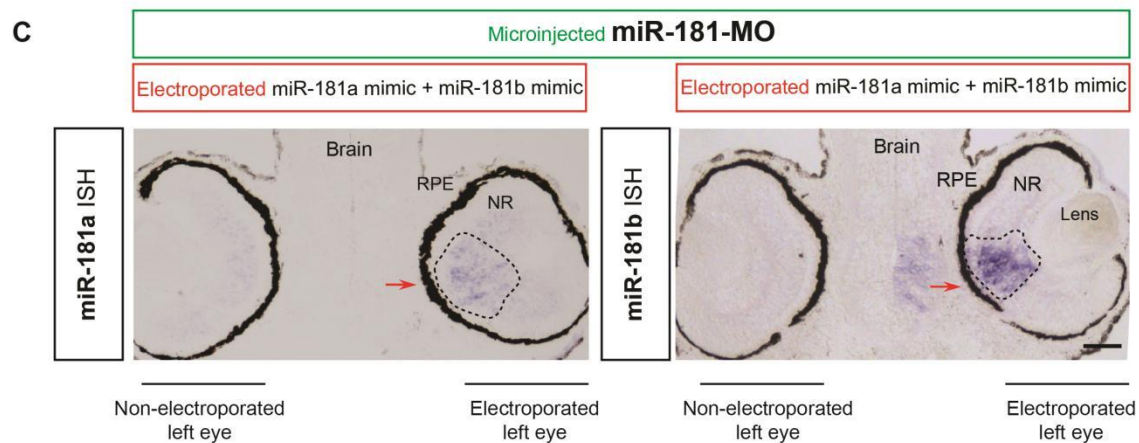 C
Microinjected miR-181-MO
Electroporated miR-181a mimic + miR-181b mimic
Electroporated miR-181a mimic + miR-181b mimic
miR-181a ISH
Brain
RPE
NR
miR-181b ISH
Brain
RPE
NR
Lens
Non-electroporated
left eye
Electroporated
left eye
Non-electroporated
left eye
Electroporated
left eye